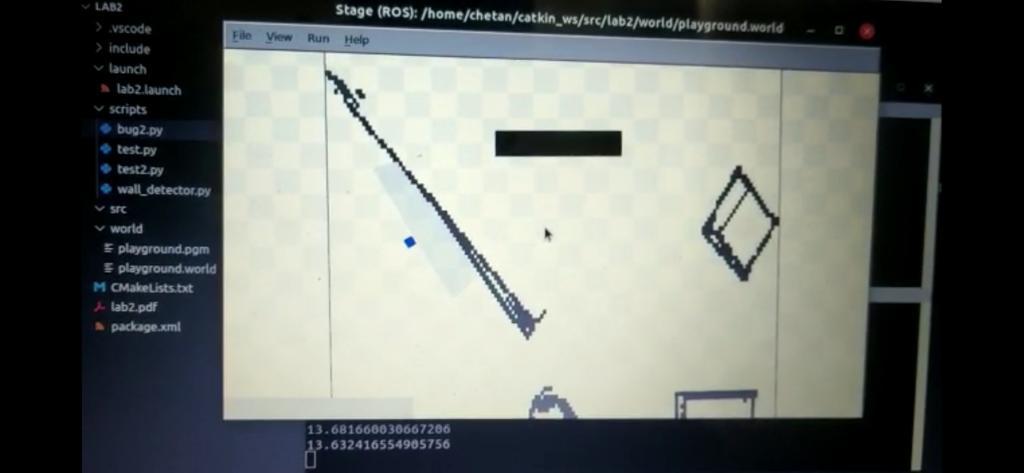 LAB2
.vscode
include
launch
lab2.launch
scripts
bug2.py
test.py
test2.py
wall_detector.py
src
world
playground.pgm
playground.world
CMakeLists.txt
lab2.pdf
package.xml
Stage (ROS): /home/chetan/catkin_ws/src/lab2/world/playground.world
File View Run Help
13.681660030667206
13.632416554905756